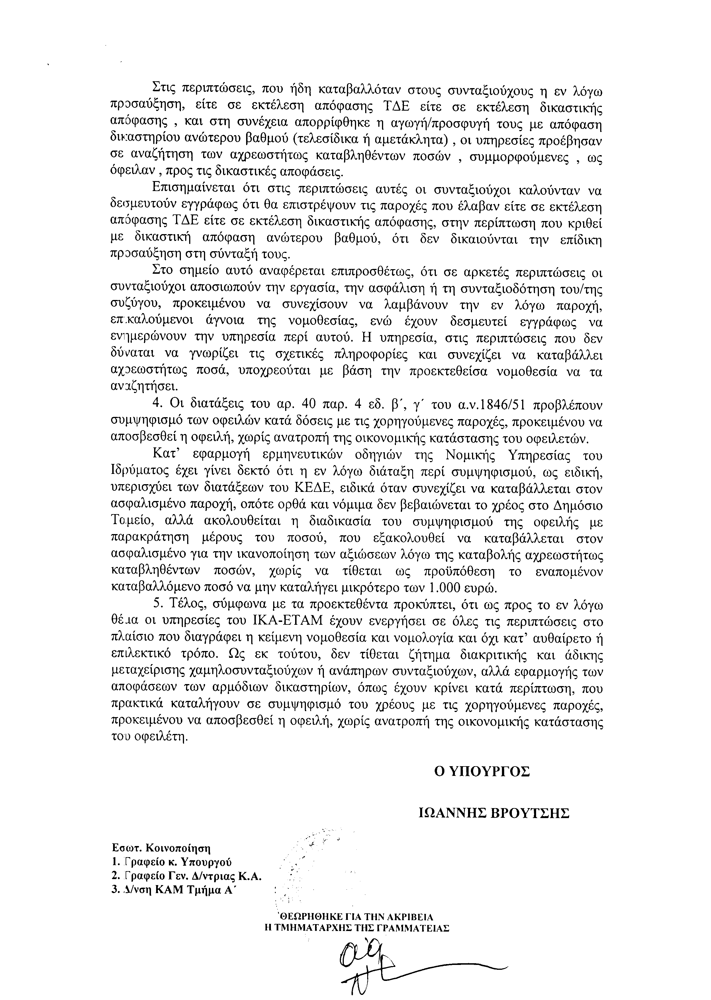 Στις περιπτώσεις, που ήδη καταβαλλόταν στους συνταξιούχους η εν λόγω
προσαύξηση, είτε σε εκτέλεση απόφασης ΤΔΕ είτε σε εκτέλεση δικαστικής
απόφασης , και στη συνέχεια απορρίφθηκε η αγωγή/προσφυγή τους με απόφαση
δικαστηρίου ανώτερου βαθμού (τελεσίδικα ή αμετάκλητα) , οι υπηρεσίες προέβησαν
σε αναζήτηση των αχρεωστήτως καταβληθέντων ποσών , συμμορφούμενες , ως
όφειλαν , προς τις δικαστικές αποφάσεις.
Επισημαίνεται ότι στις περιπτώσεις αυτές οι συνταξιούχοι καλούνταν να
δεσμευτούν εγγράφως ότι θα επιστρέψουν τις παροχές που έλαβαν είτε σε εκτέλεση
απόφασης ΤΔΕ είτε σε εκτέλεση δικαστικής απόφασης, στην περίπτωση που κριθεί
με δικαστική απόφαση ανώτερου βαθμού, ότι δεν δικαιούνται την επίδικη
προσαύξηση στη σύνταξή τους.
Στο σημείο αυτό αναφέρεται επιπροσθέτως, ότι σε αρκετές περιπτώσεις οι
συνταξιούχοι αποσιωπούν την εργασία, την ασφάλιση ή τη συνταξιοδότηση του/της
συζύγου, προκειμένου να συνεχίσουν να λαμβάνουν την εν λόγω παροχή,
επικαλούμενοι άγνοια της νομοθεσίας, ενώ έχουν δεσμευτεί εγγράφως να
ενημερώνουν την υπηρεσία περί αυτού. Η υπηρεσία, στις περιπτώσεις που δεν
δύναται να γνωρίζει τις σχετικές πληροφορίες και συνεχίζει να καταβάλλει
αχρεωστήτως ποσά, υποχρεούται με βάση την προεκτεθείσα νομοθεσία να τα
αναζητήσει.
4. Οι διατάξεις του αρ. 40 παρ. 4 εδ. β΄, γ΄ του α.ν.1846/51 προβλέπουν
συμψηφισμό των οφειλών κατά δόσεις με τις χορηγούμενες παροχές, προκειμένου να
αποσβεσθεί η οφειλή, χωρίς ανατροπή της οικονομικής κατάστασης του οφειλετών.
Κατ’ εφαρμογή ερμηνευτικών οδηγιών της Νομικής Υπηρεσίας του
Ιδρύματος έχει γίνει δεκτό ότι η εν λόγω διάταξη περί συμψηφισμού, ως ειδική,
υπερισχύει των διατάξεων του ΚΕΔΕ, ειδικά όταν συνεχίζει να καταβάλλεται στον
ασφαλισμένο παροχή, οπότε ορθά και νόμιμα δεν βεβαιώνεται το χρέος στο Δημόσιο
Ταμείο, αλλά ακολουθείται η διαδικασία του συμψηφισμού της οφειλής με
παρακράτηση μέρους του ποσού, που εξακολουθεί να καταβάλλεται στον
ασφαλισμένο για την ικανοποίηση των αξιώσεων λόγω της καταβολής αχρεωστήτως
καταβληθέντων ποσών, χωρίς να τίθεται ως προϋπόθεση το εναπομένον
καταβαλλόμενο ποσό να μην καταλήγει μικρότερο των 1.000 ευρώ.
5. Τέλος, σύμφωνα με τα προεκτεθέντα προκύπτει, ότι ως προς το εν λόγω
θέμα οι υπηρεσίες του ΙΚΑ-ΕΤΑΜ έχουν ενεργήσει σε όλες τις περιπτώσεις στο
πλαίσιο που διαγράφει η κείμενη νομοθεσία και νομολογία και όχι κατ’ αυθαίρετο ή
επιλεκτικό τρόπο. Ως εκ τούτου, δεν τίθεται ζήτημα διακριτικής και άδικης
μεταχείρισης χαμηλοσυνταξιούχων ή ανάπηρων συνταξιούχων, αλλά εφαρμογής των
αποφάσεων των αρμόδιων δικαστηρίων, όπως έχουν κρίνει κατά περίπτωση, που
πρακτικά καταλήγουν σε συμψηφισμό του χρέους με τις χορηγούμενες παροχές,
προκειμένου να αποσβεσθεί η οφειλή, χωρίς ανατροπή της οικονομικής κατάστασης
του οφειλέτη.
Ο ΥΠΟΥΡΓΟΣ
ΙΩΑΝΝΗΣ ΒΡΟΥΤΣΗΣ
Εσωτ. Κοινοποίηση
1. Γραφείο κ. Υπουργού
2. Γραφείο Γεν. Δ/ντριας Κ.Α.
3. Δ/νση ΚΑΜ Τμήμα Α΄
ΘΕΩΡΗΘΗΚΕ ΓΙΑ ΤΗΝ ΑΚΡΙΒΕΙΑ
Η ΤΜΗΜΑΤΑΡΧΗΣ ΤΗΣ ΓΡΑΜΜΑΤΕΙΑΣ